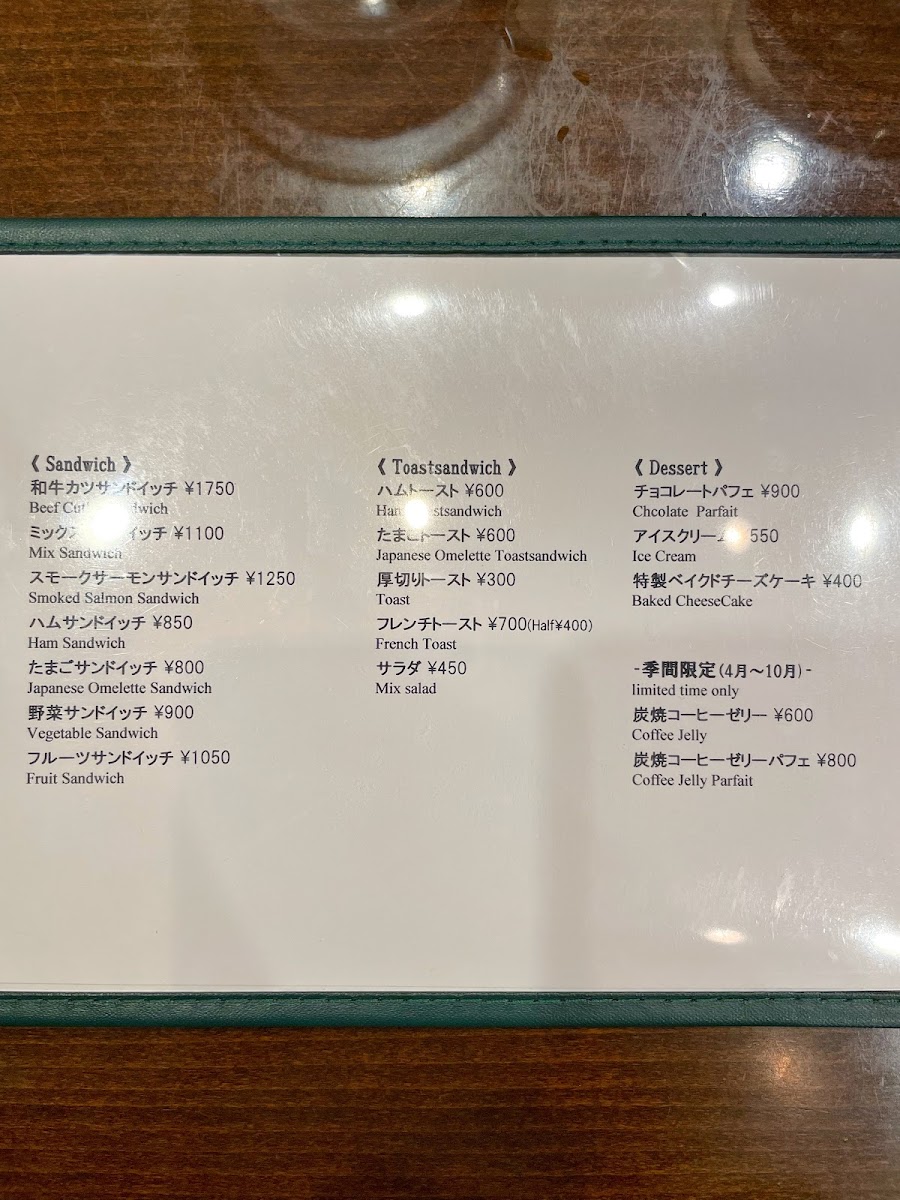 《 Sandwich 》
和牛カツサンドイッチ ¥1750
Beef
ミックス イッチ ¥1100
Mix Sandwich
スモークサーモンサンドイッチ ¥1250
Smoked Salmon Sandwich
ハムサンドイッチ ¥850
Ham Sandwich
たまごサンドイッチ ¥800
Japanese Omelette Sandwich
野菜サンドイッチ ¥900
Vegetable Sandwich
フルーツサンドイッチ ¥1050
Fruit Sandwich
《 Toastsandwich 》
ハムトースト ¥600
Ham
たまごトースト ¥600
Japanese Omelette Toastsandwich
厚切りトースト ¥300
Toast
フレンチトースト ¥700(Half¥400)
French Toast
サラダ ¥450
Mix salad
《 Dessert 》
チョコレートパフェ ¥900
Chcolate Parfait
アイスクリーム 550
Ice Cream
特製ベイクドチーズケーキ ¥400
Baked CheeseCake
-季間限定(4月～10月)-
limited time only
炭焼コーヒーゼリー ¥600
Coffee Jelly
炭焼コーヒーゼリーパフェ ¥800
Coffee Jelly Parfait